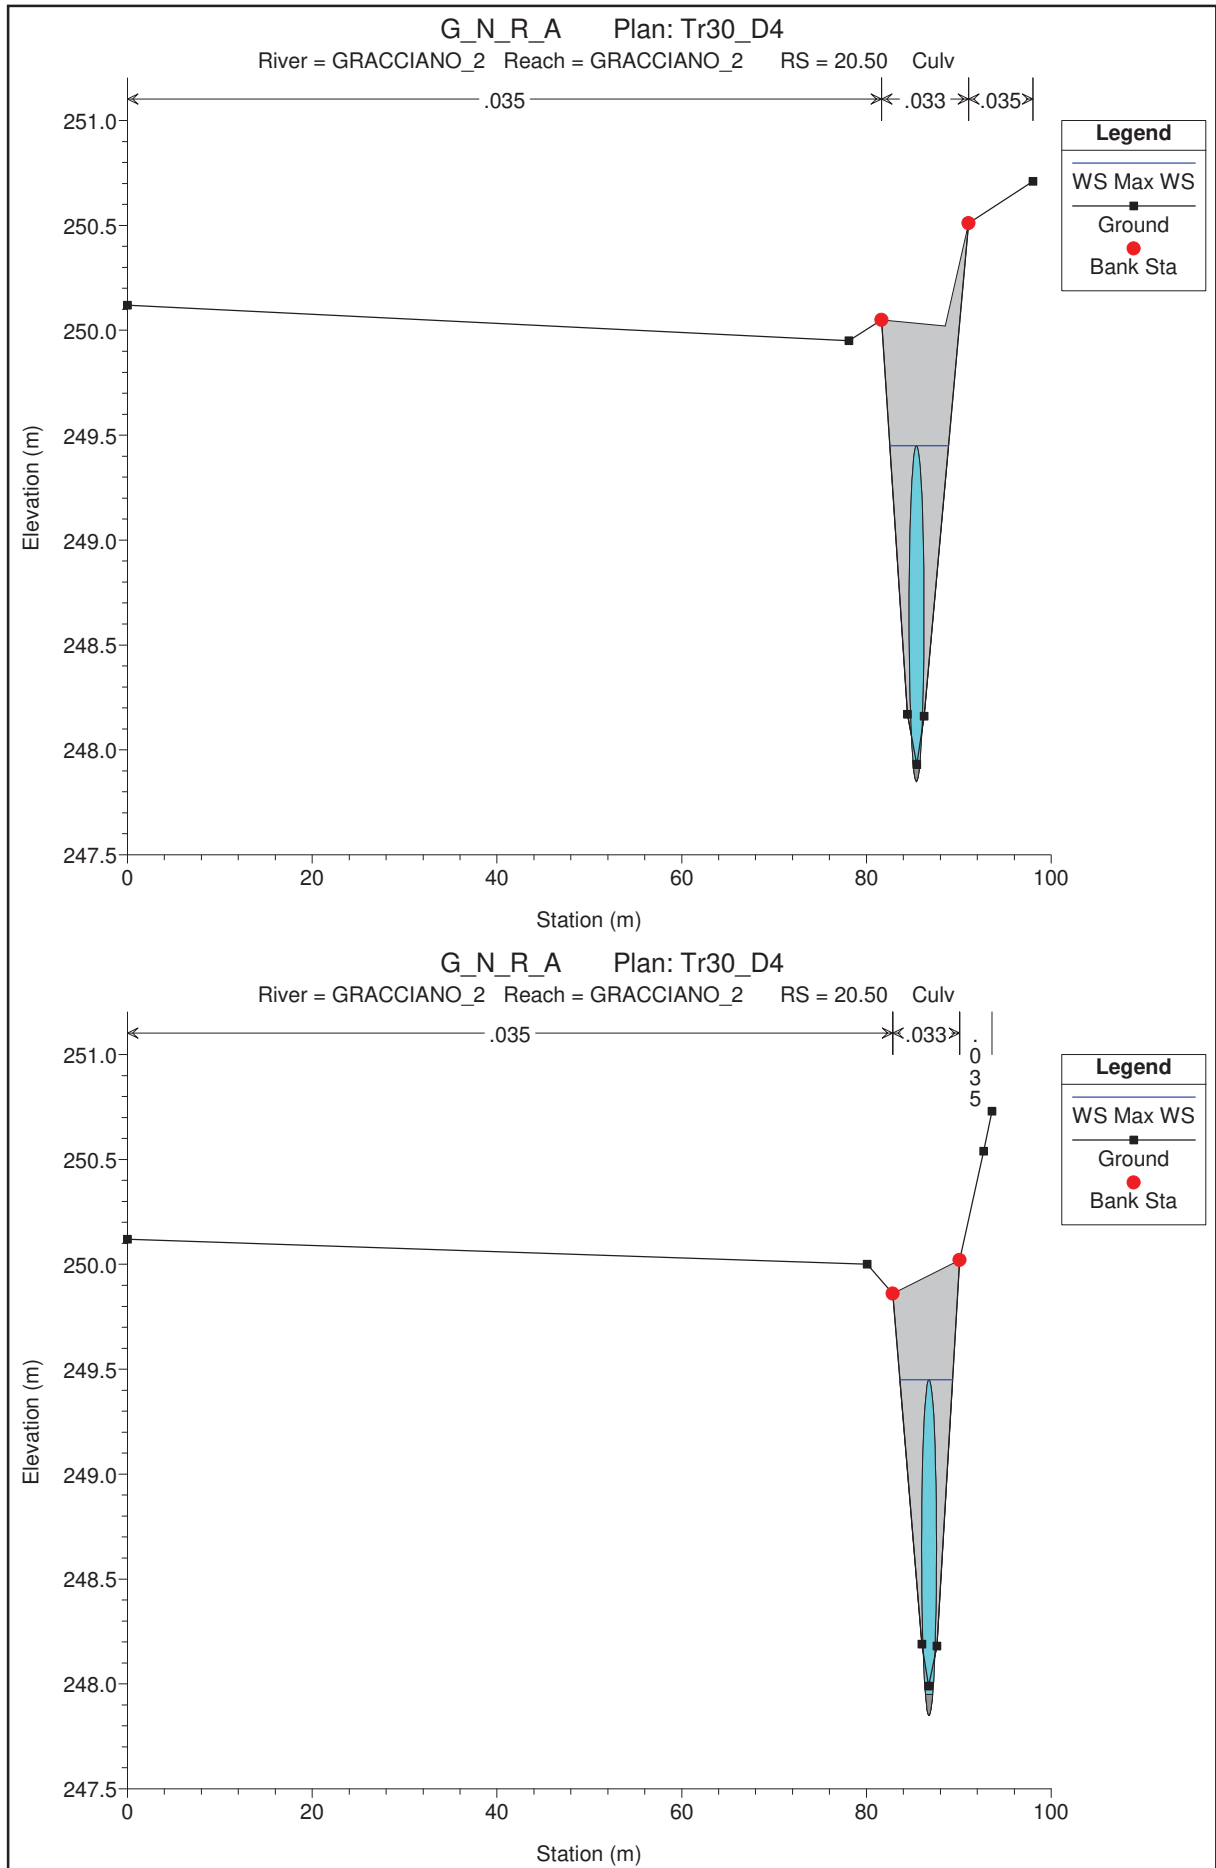 G_N_R_A Plan: Tr30_D4
River = GRACCIANO_2 Reach = GRACCIANO_2 RS = 20.50 Culv
.035 .033 .035
Legend
WS Max WS
Ground
Bank Sta
251.0
250.5
250.0
249.5
249.0
248.5
248.0
247.5
Elevation (m)
0 20 40 60 80 100
Station (m)
G_N_R_A Plan: Tr30_D4
River = GRACCIANO_2 Reach = GRACCIANO_2 RS = 20.50 Culv
.035 .033 .035
Legend
WS Max WS
Ground
Bank Sta
251.0
250.5
250.0
249.5
249.0
248.5
248.0
247.5
Elevation (m)
0 20 40 60 80 100
Station (m)